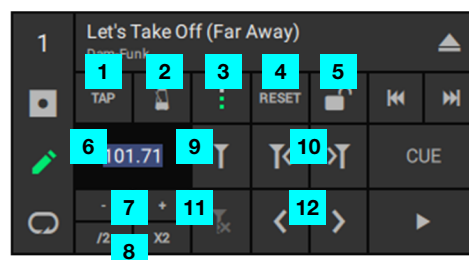 1 Let's Take Off (Far Away)
Dam-Funk
1 2 3 4 5
TAP RESET
6 101.71 9 10 CUE
- 7 + 11 12
/2 8 X2